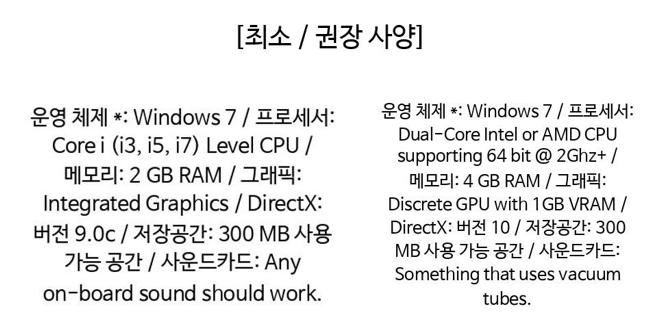 [최소 / 권장 사양]
운영 체제 *: Windows 7 / 프로세서:
Core i (i3, i5, i7) Level CPU /
메모리: 2 GB RAM / 그래픽:
Integrated Graphics / DirectX:
버전 9.0c / 저장공간: 300 MB 사용
가능 공간 / 사운드카드: Any
on-board sound should work.
운영 체제 *: Windows 7 / 프로세서:
Dual-Core Intel or AMD CPU
supporting 64 bit @ 2Ghz+ /
메모리: 4 GB RAM / 그래픽:
Discrete GPU with 1GB VRAM /
DirectX: 버전 10 / 저장공간: 300
MB 사용 가능 공간 / 사운드카드:
Something that uses vacuum
tubes.